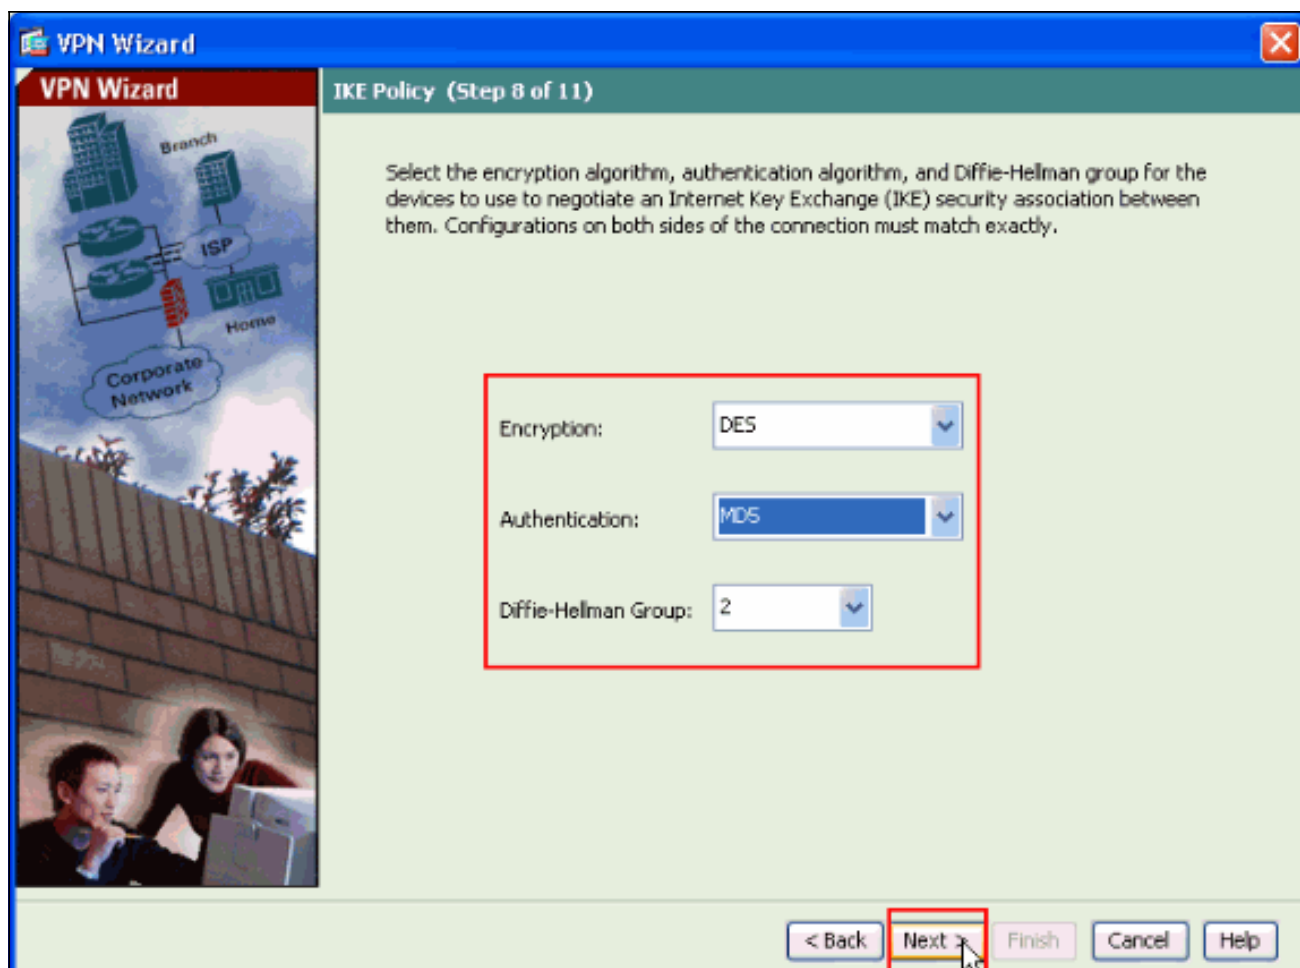 VPN Wizard
VPN Wizard
IKE Policy (Step 8 of 11)
Branch
ISP
Home
Corporate
Network
Select the encryption algorithm, authentication algorithm, and Diffie-Hellman group for the
devices to use to negotiate an Internet Key Exchange (IKE) security association between
them. Configurations on both sides of the connection must match exactly.
Encryption: DES
Authentication: MD5
Diffie-Hellman Group: 2
< Back Next > Finish Cancel Help